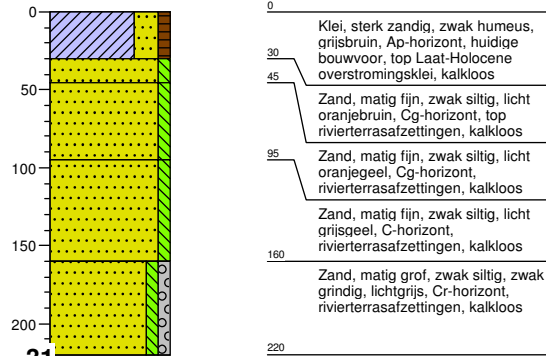 0
50
100
150
200
21
0
Klei, sterk zandig, zwak humeus,
grijsbruin, Ap-horizont, huidige
bouwvoor, top Laat-Holocene
overstromingsklei, kalkloos
30
45
Zand, matig fijn, zwak siltig, licht
oranjebruin, Cg-horizont, top
rivierterrasafzettingen, kalkloos
95
Zand, matig fijn, zwak siltig, licht
oranjegeel, Cg-horizont,
rivierterrasafzettingen, kalkloos
Zand, matig fijn, zwak siltig, licht
grijsgeel, C-horizont,
rivierterrasafzettingen, kalkloos
160
Zand, matig grof, zwak siltig, zwak
grindig, lichtgrijs, Cr-horizont,
rivierterrasafzettingen, kalkloos
220